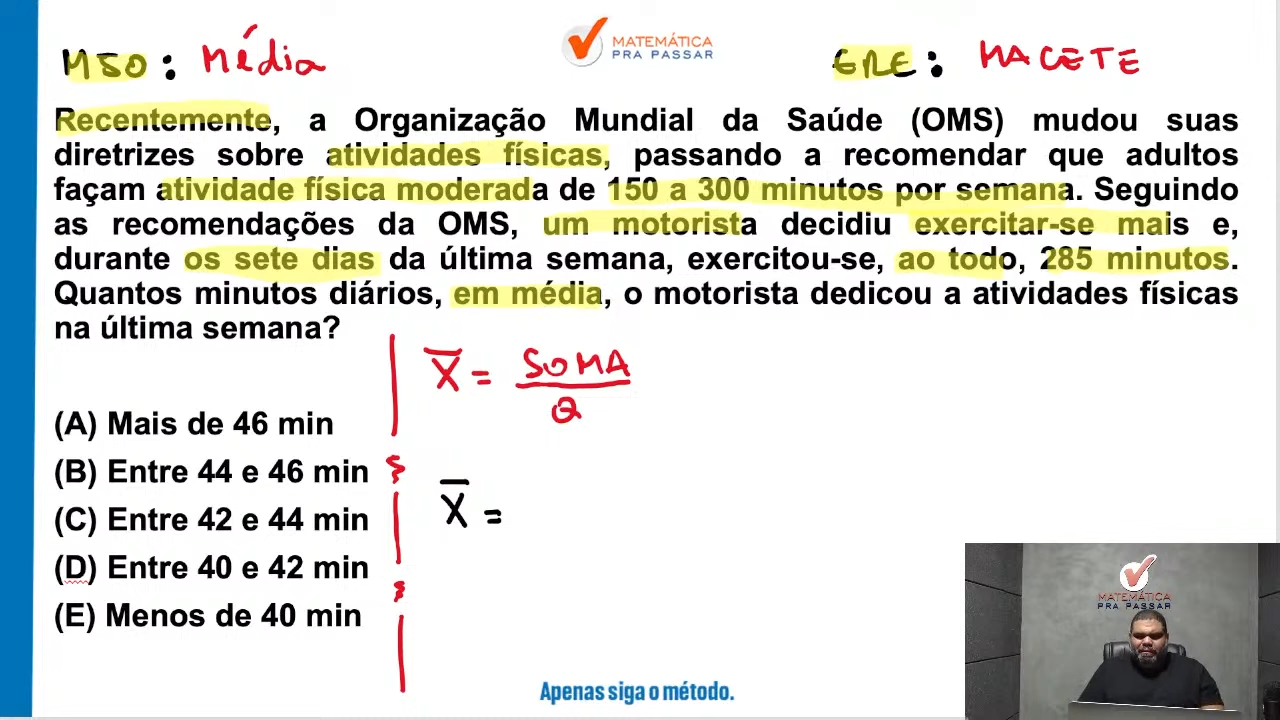 M50 : Média
MATEMÁTICA
PRA PASSAR
GRE : MACETE
Recentemente, a Organização Mundial da Saúde (OMS) mudou suas
diretrizes sobre atividades físicas, passando a recomendar que adultos
façam atividade física moderada de 150 a 300 minutos por semana. Seguindo
as recomendações da OMS, um motorista decidiu exercitar-se mais e,
durante os sete dias da última semana, exercitou-se, ao todo, 285 minutos.
Quantos minutos diários, em média, o motorista dedicou a atividades físicas
na última semana?
X̅ = SOMA
Q
(A) Mais de 46 min
(B) Entre 44 e 46 min
X̅ =
(C) Entre 42 e 44 min
(D) Entre 40 e 42 min
(E) Menos de 40 min
MATEMÁTICA
PRA PASSAR
Apenas siga o método.